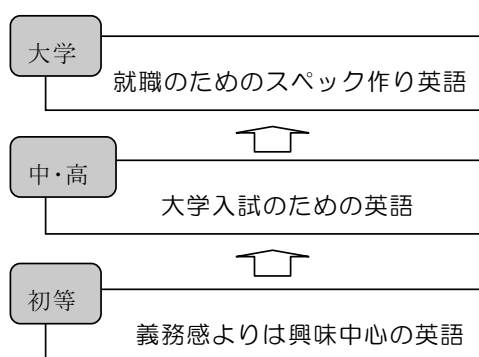 大学
就職のためのスペック作り英語
中･高
大学入試のための英語
初等
義務感よりは興味中心の英語